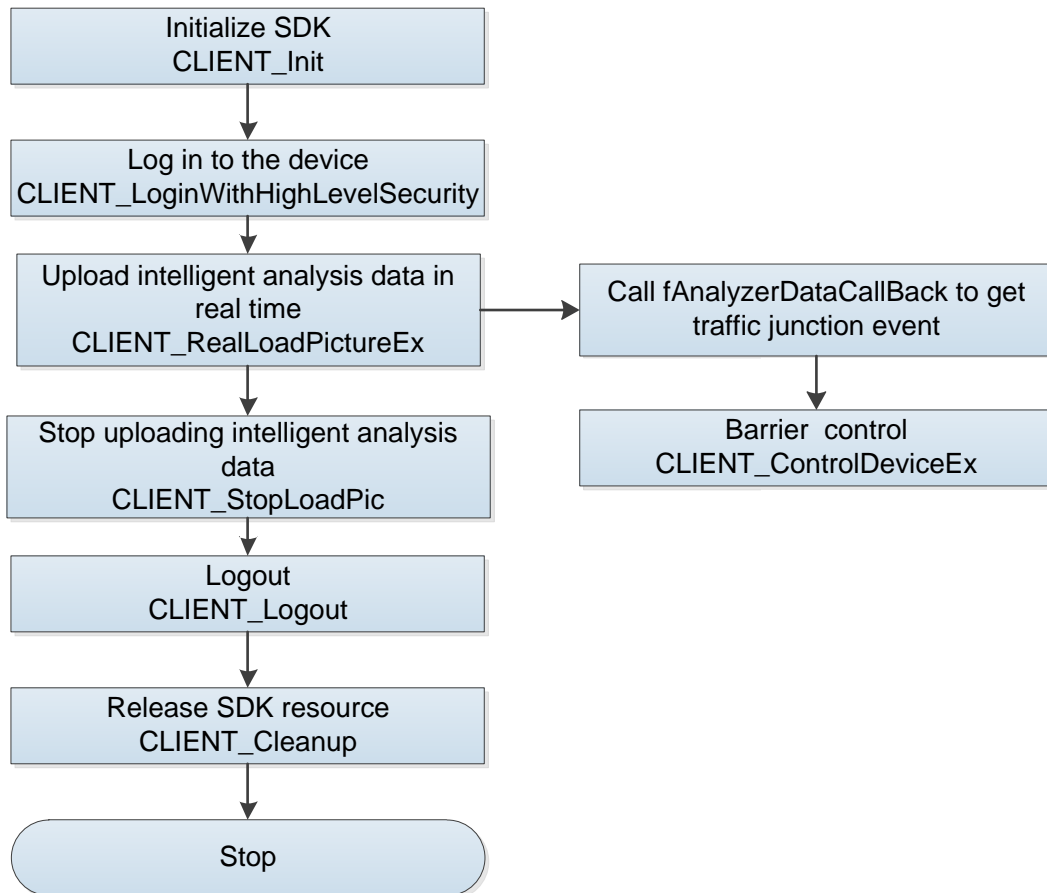 Initialize SDK
CLIENT_Init
Log in to the device
CLIENT_LoginWithHighLevelSecurity
Upload intelligent analysis data in
real time
CLIENT_RealLoadPictureEx
Call fAnalyzerDataCallBack to get
traffic junction event
Barrier control
CLIENT_ControlDeviceEx
Stop uploading intelligent analysis
data
CLIENT_StopLoadPic
Logout
CLIENT_Logout
Release SDK resource
CLIENT_Cleanup
Stop